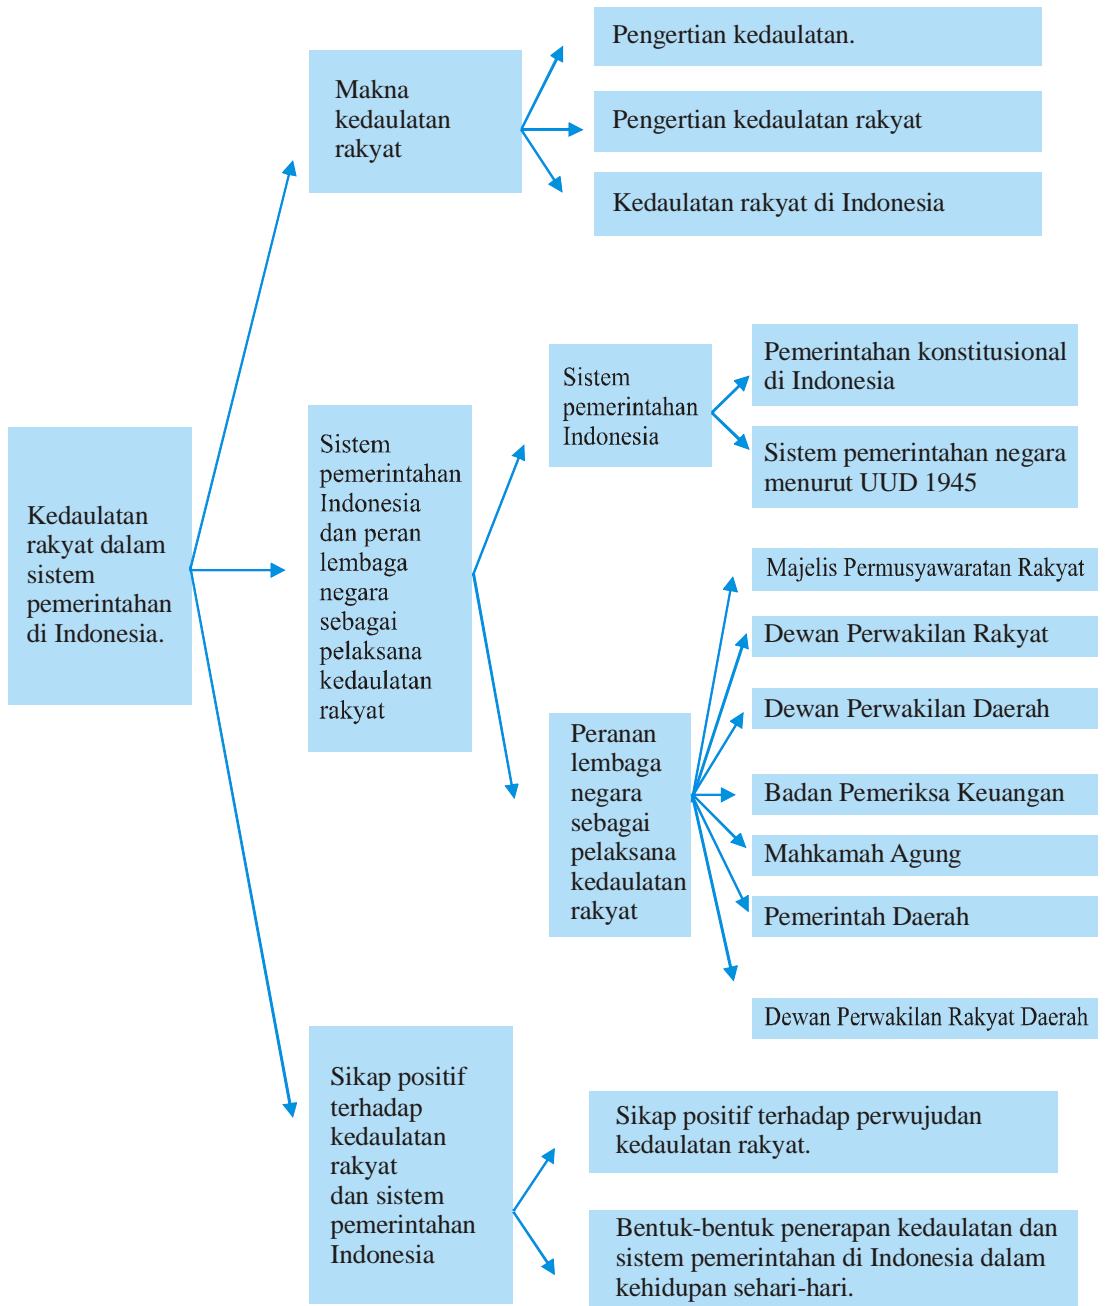 Kedaulatan
rakyat dalam
sistem
pemerintahan
di Indonesia.
Makna
kedaulatan
rakyat
Pengertian kedaulatan.
Pengertian kedaulatan rakyat
Kedaulatan rakyat di Indonesia
Sistem
pemerintahan
Indonesia
dan peran
lembaga
negara
sebagai
pelaksana
kedaulatan
rakyat
Sistem
pemerintahan
Indonesia
Pemerintahan konstitusional
di Indonesia
Sistem pemerintahan negara
menurut UUD 1945
Peranan
lembaga
negara
sebagai
pelaksana
kedaulatan
rakyat
Majelis Permusyawaratan Rakyat
Dewan Perwakilan Rakyat
Dewan Perwakilan Daerah
Badan Pemeriksa Keuangan
Mahkamah Agung
Pemerintah Daerah
Dewan Perwakilan Rakyat Daerah
Sikap positif
terhadap
kedaulatan
rakyat
dan sistem
pemerintahan
Indonesia
Sikap positif terhadap perwujudan
kedaulatan rakyat.
Bentuk-bentuk penerapan kedaulatan dan
sistem pemerintahan di Indonesia dalam
kehidupan sehari-hari.